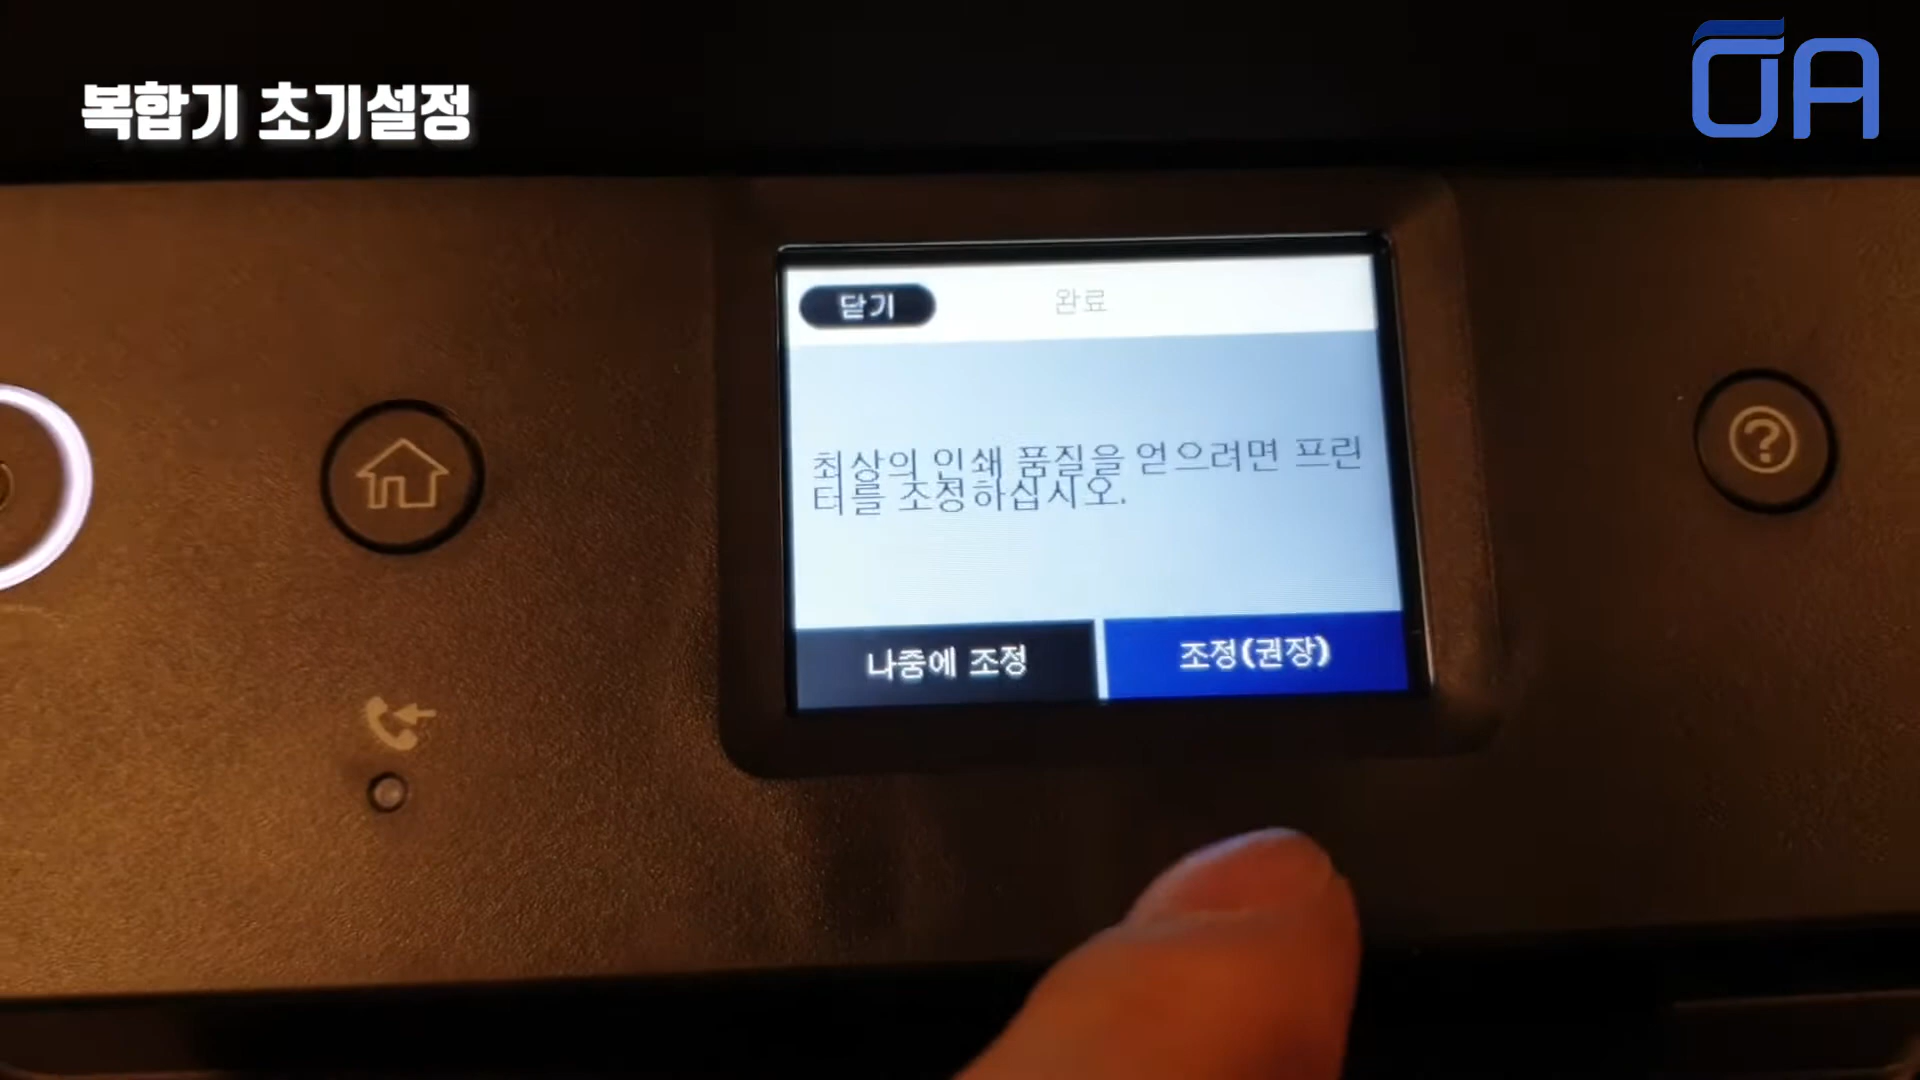 복합기 초기설정
OA
닫기
완료
최상의 인쇄 품질을 얻으려면 프린
터를 조정하십시오.
나중에 조정
조정(권장)